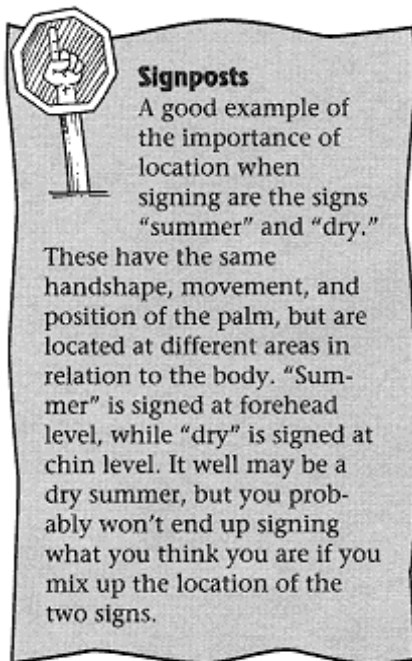 Signposts
A good example of
the importance of
location when
signing are the signs
“summer” and “dry.”
These have the same
handshape, movement, and
position of the palm, but are
located at different areas in
relation to the body. “Sum-
mer” is signed at forehead
level, while “dry” is signed at
chin level. It well may be a
dry summer, but you prob-
ably won’t end up signing
what you think you are if you
mix up the location of the
two signs.